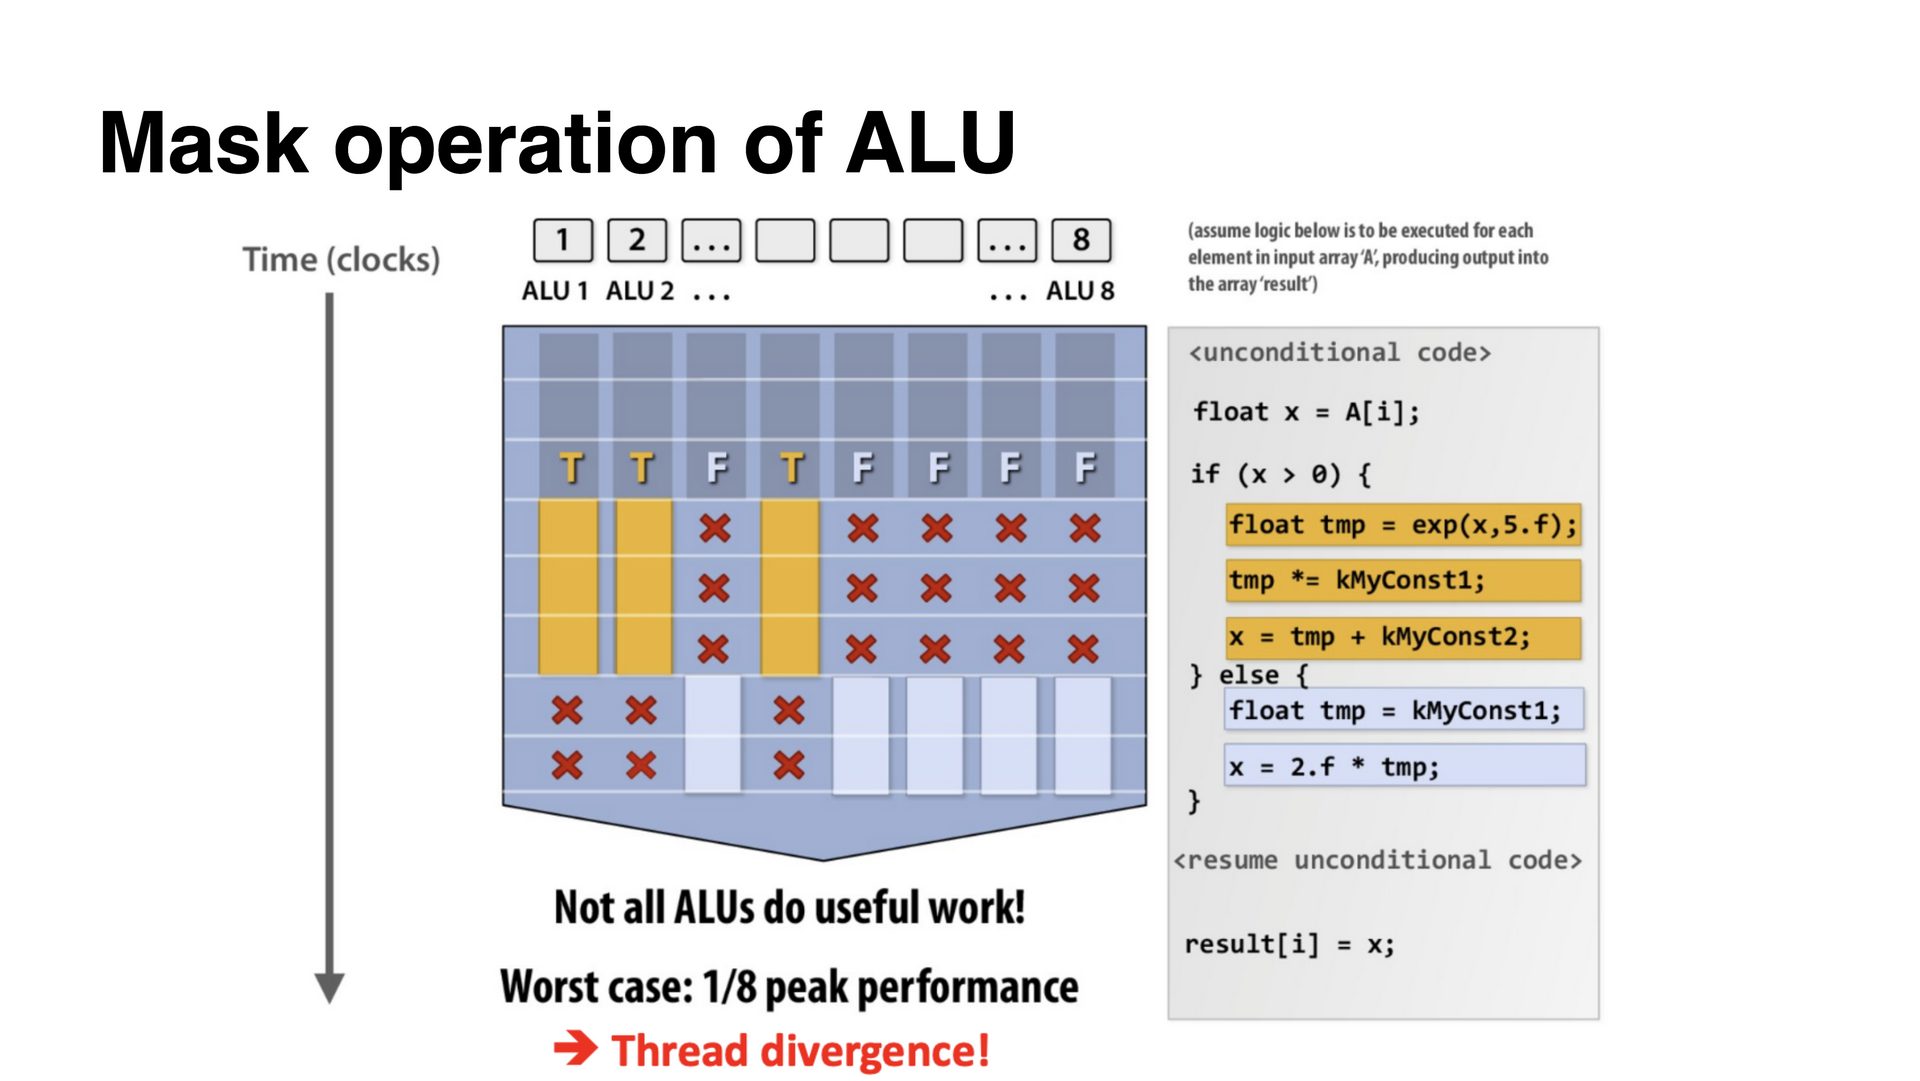 Mask operation of ALU
Time (clocks)
1 2 ... ... 8
ALU 1 ALU 2 ... ... ALU 8
T T F T F F F F
Not all ALUs do useful work!
Worst case: 1/8 peak performance
➔ Thread divergence!
(assume logic below is to be executed for each
element in input array ‘A’, producing output into
the array ‘result’)
<unconditional code>
float x = A[i];
if (x > 0) {
float tmp = exp(x,5.f);
tmp *= kMyConst1;
x = tmp + kMyConst2;
} else {
float tmp = kMyConst1;
x = 2.f * tmp;
}
<resume unconditional code>
result[i] = x;